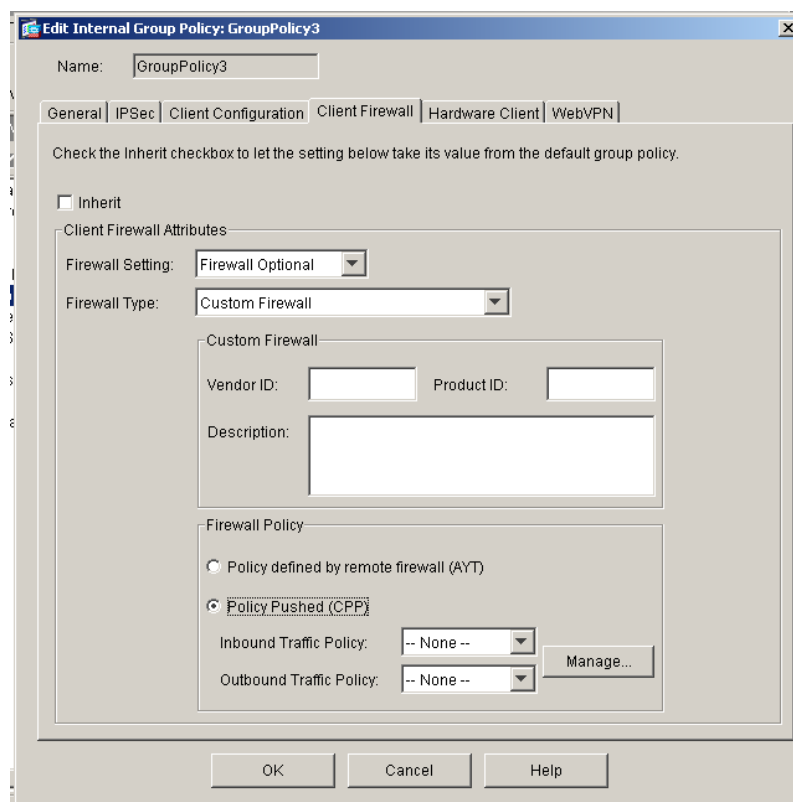 Edit Internal Group Policy: GroupPolicy3
Name: GroupPolicy3
General IPSec Client Configuration Client Firewall Hardware Client WebVPN
Check the Inherit checkbox to let the setting below take its value from the default group policy.
Inherit
Client Firewall Attributes
Firewall Setting: Firewall Optional
Firewall Type: Custom Firewall
Custom Firewall
Vendor ID: Product ID:
Description:
Firewall Policy
Policy defined by remote firewall (AYT)
Policy Pushed (CPP)
Inbound Traffic Policy: -- None --
Manage...
Outbound Traffic Policy: -- None --
OK Cancel Help